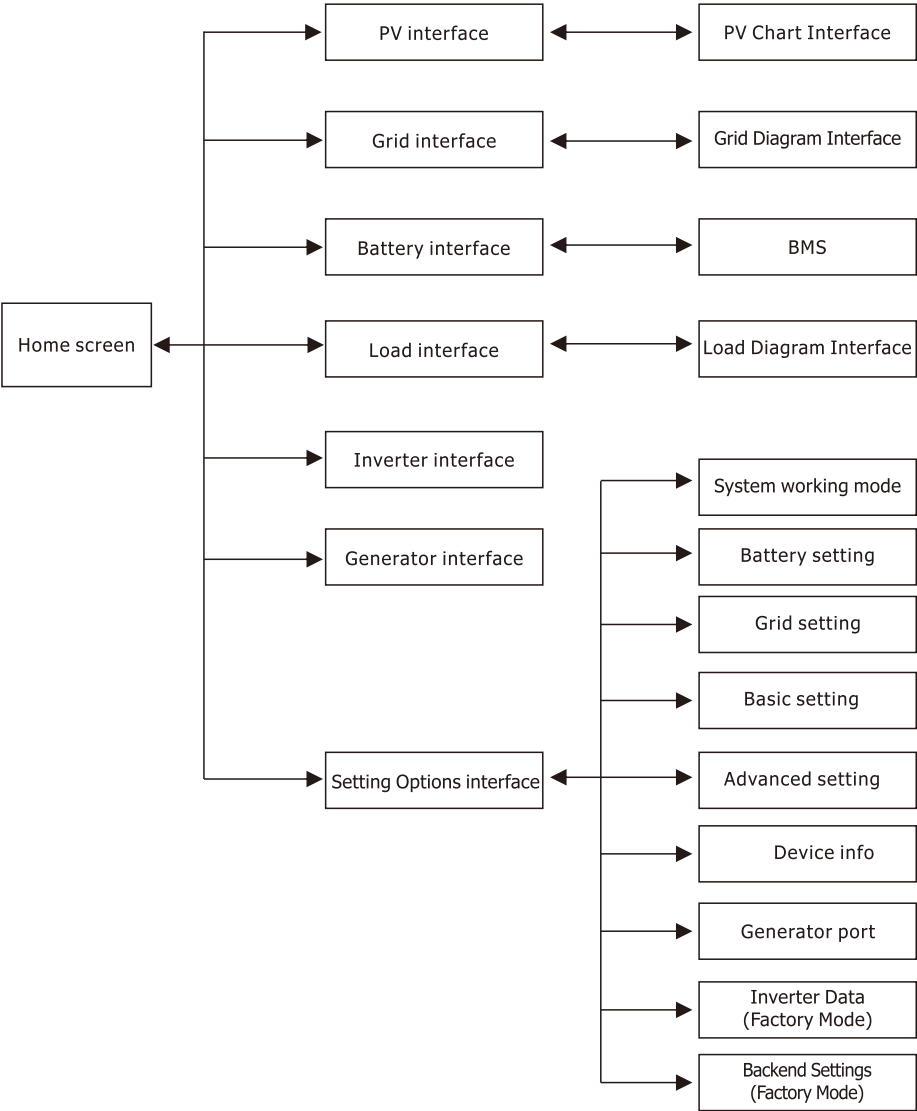 PV interface
PV Chart Interface
Grid interface
Grid Diagram Interface
Battery interface
BMS
Home screen
Load interface
Load Diagram Interface
Inverter interface
System working mode
Generator interface
Battery setting
Grid setting
Basic setting
Setting Options interface
Advanced setting
Device info
Generator port
Inverter Data
(Factory Mode)
Backend Settings
(Factory Mode)